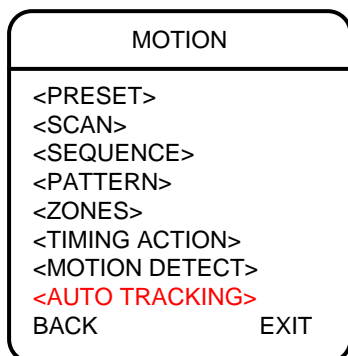 MOTION
<PRESET>
<SCAN>
<SEQUENCE>
<PATTERN>
<ZONES>
<TIMING ACTION>
<MOTION DETECT>
<AUTO TRACKING>
BACK EXIT